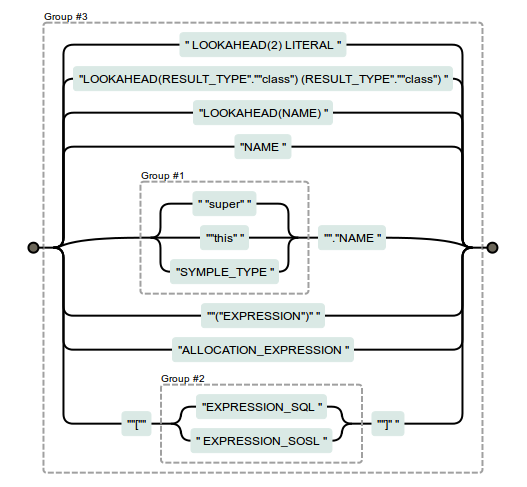 Group #3
" LOOKAHEAD(2) LITERAL "
"LOOKAHEAD(RESULT_TYPE".""class") (RESULT_TYPE".""class") "
"LOOKAHEAD(NAME) "
"NAME "
Group #1
" "super" "
""this" "
"SYMPLE_TYPE "
""."NAME "
""("EXPRESSION")" "
"ALLOCATION_EXPRESSION "
Group #2
""[""
"EXPRESSION_SQL "
" EXPRESSION_SOSL "
""]" "